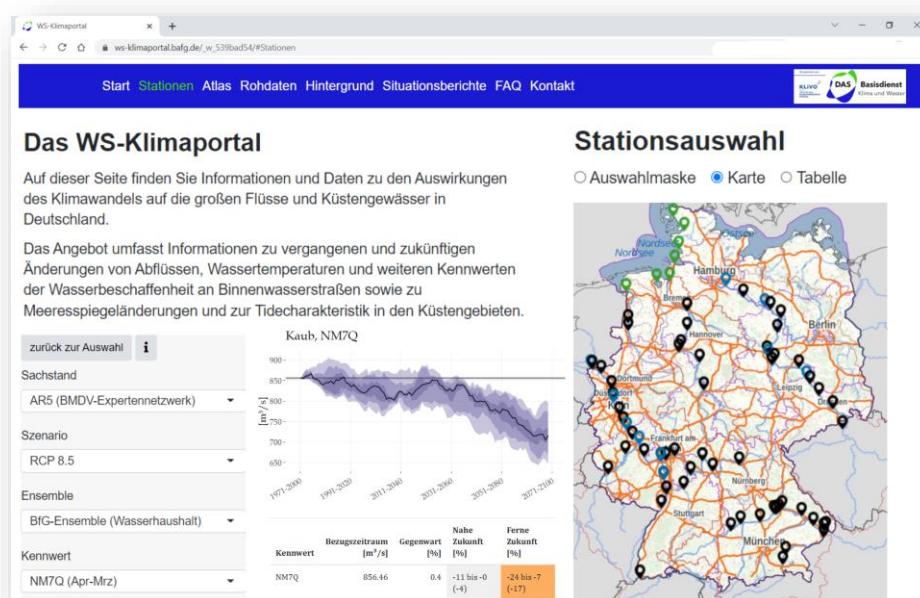 WS-Klimaportal
ws-klimaportal.bafg.de/_w_539bad54/#Stationen
Start Stationen Atlas Rohdaten Hintergrund Situationsberichte FAQ Kontakt
KLIVO
DAS Basisdienst
Klima und Wasser
Das WS-Klimaportal
Auf dieser Seite finden Sie Informationen und Daten zu den Auswirkungen
des Klimawandels auf die großen Flüsse und Küstengewässer in
Deutschland.
Das Angebot umfasst Informationen zu vergangenen und zukünftigen
Änderungen von Abflüssen, Wassertemperaturen und weiteren Kennwerten
der Wasserbeschaffenheit an Binnenwasserstraßen sowie zu
Meeresspiegeländerungen und zur Tidecharakteristik in den Küstengebieten.
zurück zur Auswahl i
Sachstand
AR5 (BMDV-Expertennetzwerk)
Szenario
RCP 8.5
Ensemble
BfG-Ensemble (Wasserhaushalt)
Kennwert
NM7Q (Apr-Mrz)
Kaub, NM7Q
[m³/s]
900
850
800
750
700
650
1971-2000
1991-2020
2011-2040
2031-2060
2051-2080
2071-2100
Kennwert Bezugszeitraum [m³/s] Gegenwart [%] Nahe Zukunft [%] Ferne Zukunft [%]
NM7Q 856.46 0.4 -11 bis -0 (-4) -24 bis -7 (-17)
Stationsauswahl
Auswahlmaske Karte Tabelle
Nordsee
Nordsee
Ostsee
Hamburg
Bremen
Berlin
Hannover
Dortmund
Düsseldorf
Leipzig
Dresden
Köln
Frankfurt am
Nürnberg
Stuttgart
München